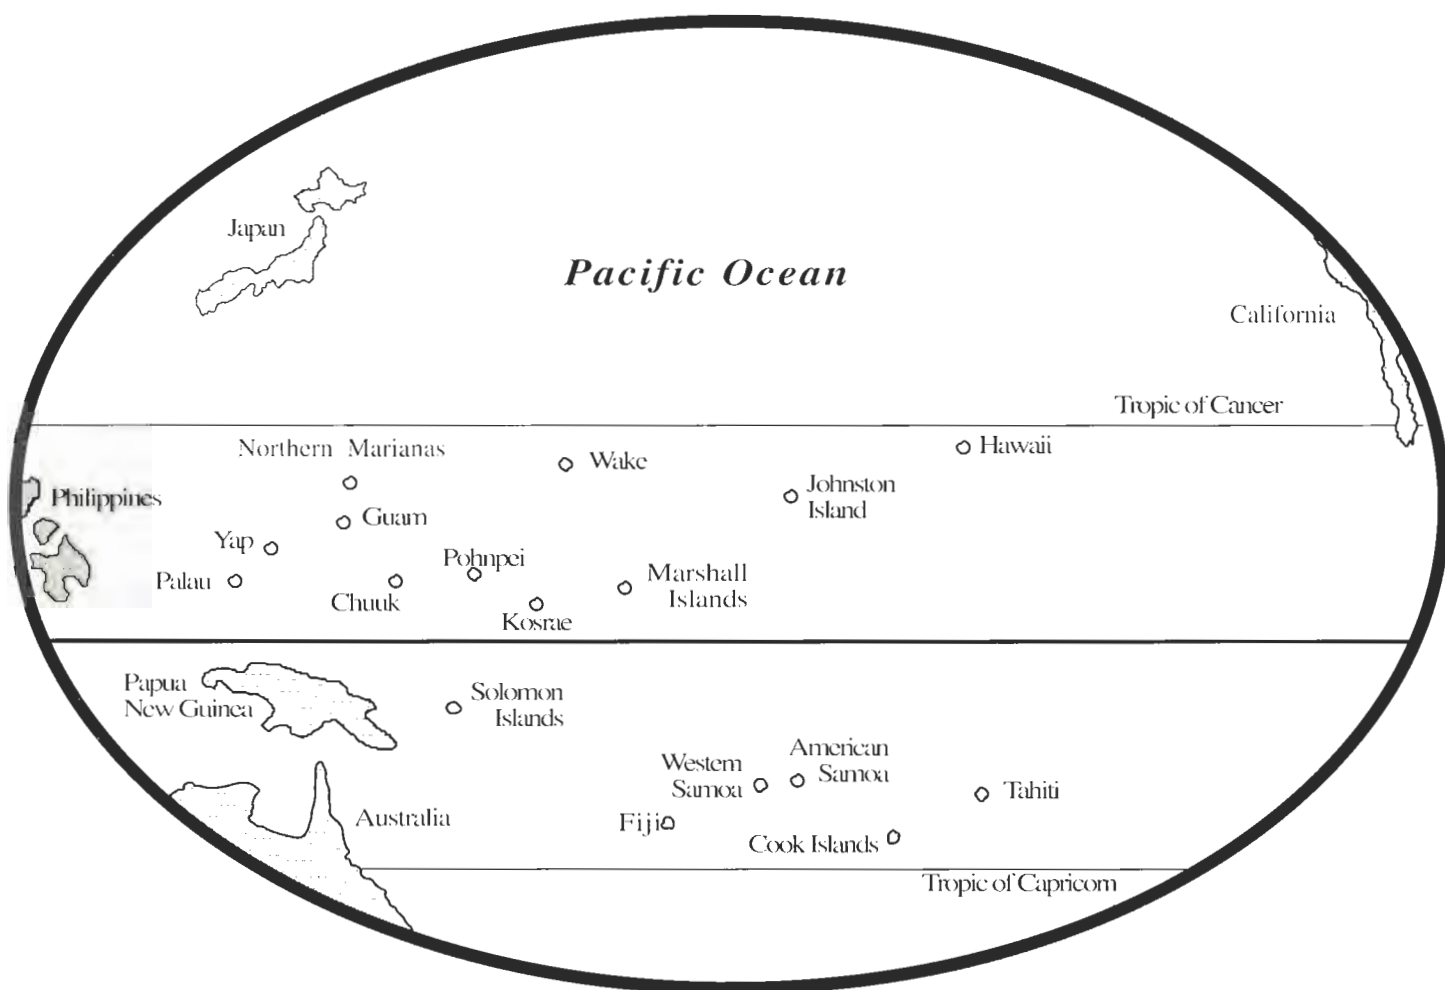 Japan
Pacific Ocean
California
Tropic of Cancer
Northern Marianas
Hawaii
Wake
Philippines
Johnston
Island
Guam
Yap
Pohnpei
Palau
Marshall
Islands
Chuuk
Kosrae
Papua
New Guinea
Solomon
Islands
American
Samoa
Western
Samoa
Tahiti
Australia
Fiji
Cook Islands
Tropic of Capricorn